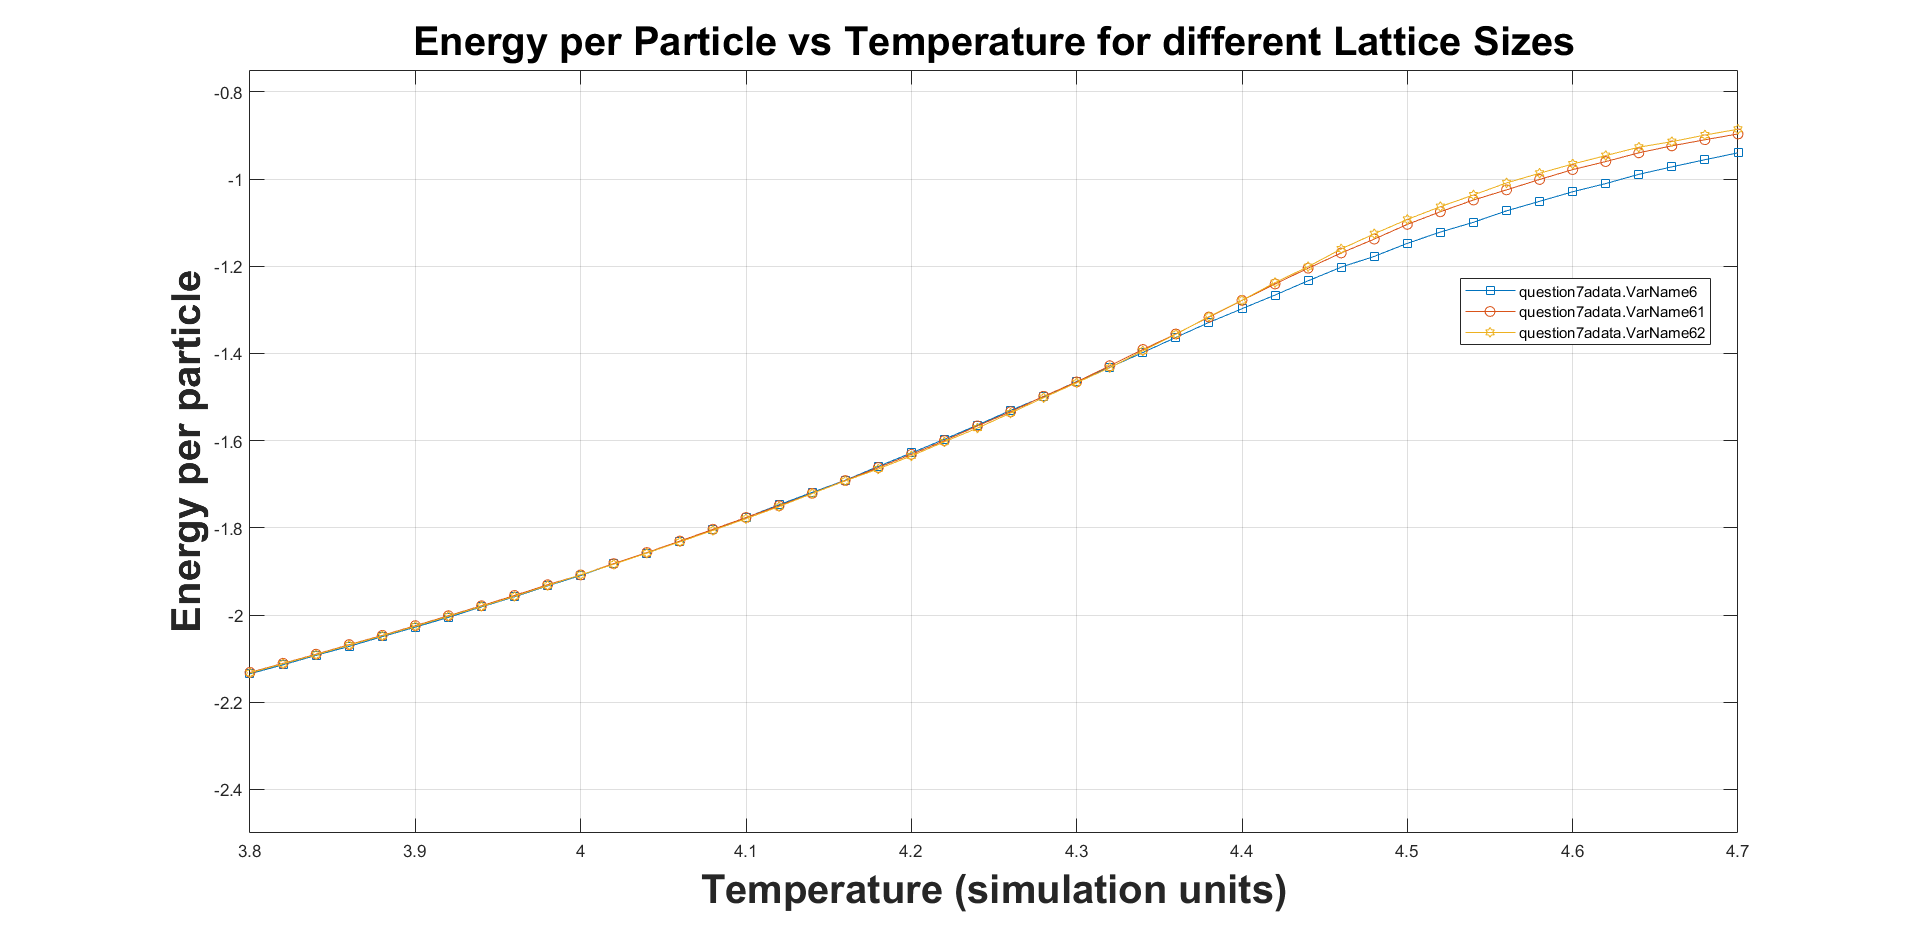 Energy per Particle vs Temperature for different Lattice Sizes
Energy per particle
-0.8
-1
-1.2
-1.4
-1.6
-1.8
-2
-2.2
-2.4
question7adata.VarName6
question7adata.VarName61
question7adata.VarName62
3.8 3.9 4 4.1 4.2 4.3 4.4 4.5 4.6 4.7
Temperature (simulation units)